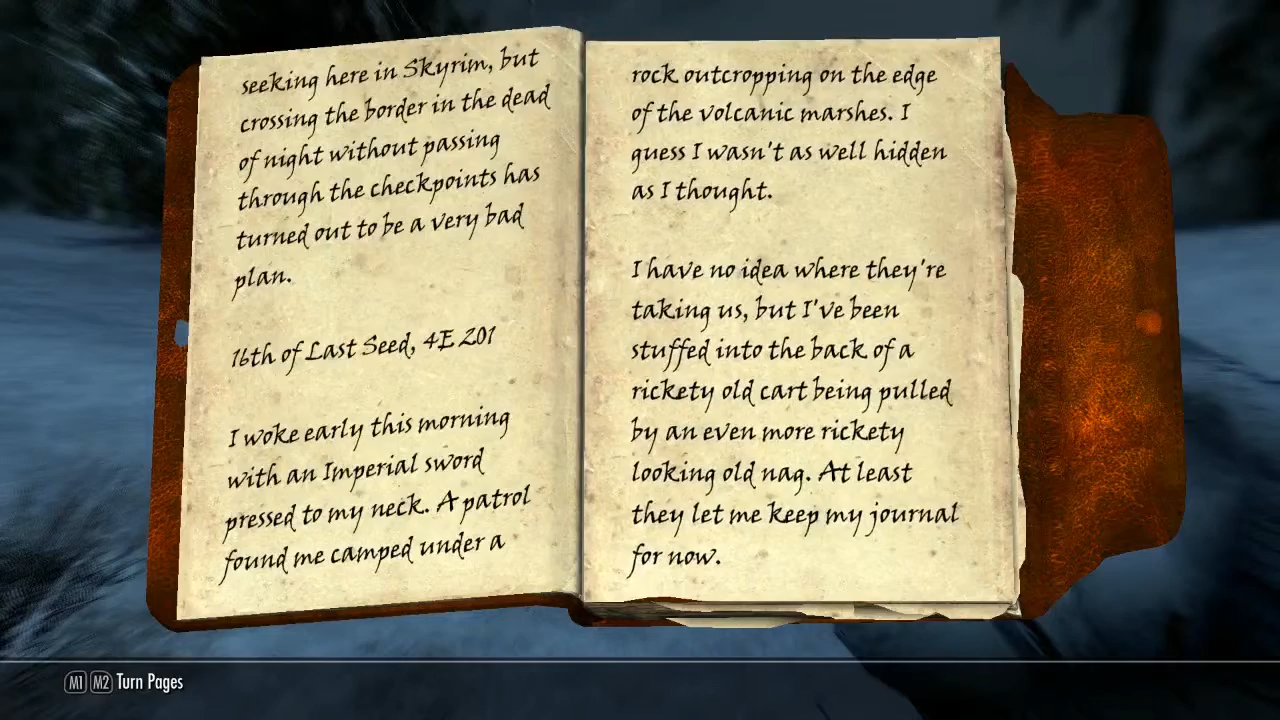 seeking here in Skyrim, but
crossing the border in the dead
of night without passing
through the checkpoints has
turned out to be a very bad
plan.
16th of Last Seed, 4E 201
I woke early this morning
with an Imperial sword
pressed to my neck. A patrol
found me camped under a
rock outcropping on the edge
of the volcanic marshes. I
guess I wasn't as well hidden
as I thought.
I have no idea where they're
taking us, but I've been
stuffed into the back of a
rickety old cart being pulled
by an even more rickety
looking old nag. At least
they let me keep my journal
for now.
M1 M2 Turn Pages